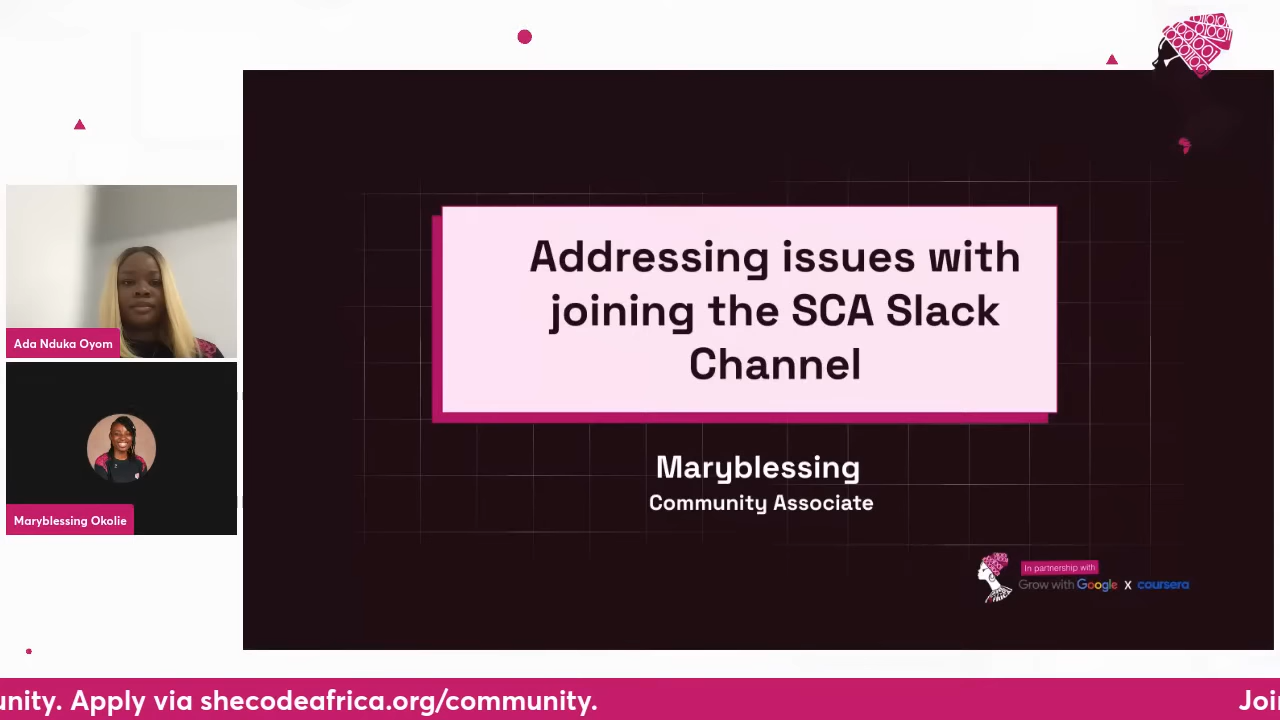 Addressing issues with
joining the SCA Slack
Channel
Ada Nduka Oyom
Maryblessing
Community Associate
Maryblessing Okolie
In partnership with
Grow with Google X coursera
unity. Apply via shecodeafrica.org/community.
Joi